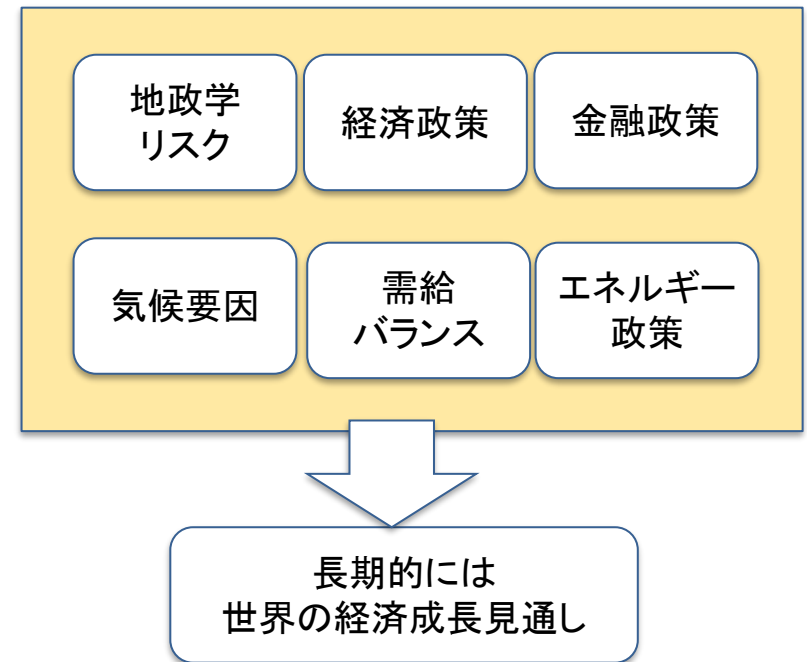 地政学
リスク
経済政策
金融政策
気候要因
需給
バランス
エネルギー
政策
長期的には
世界の経済成長見通し